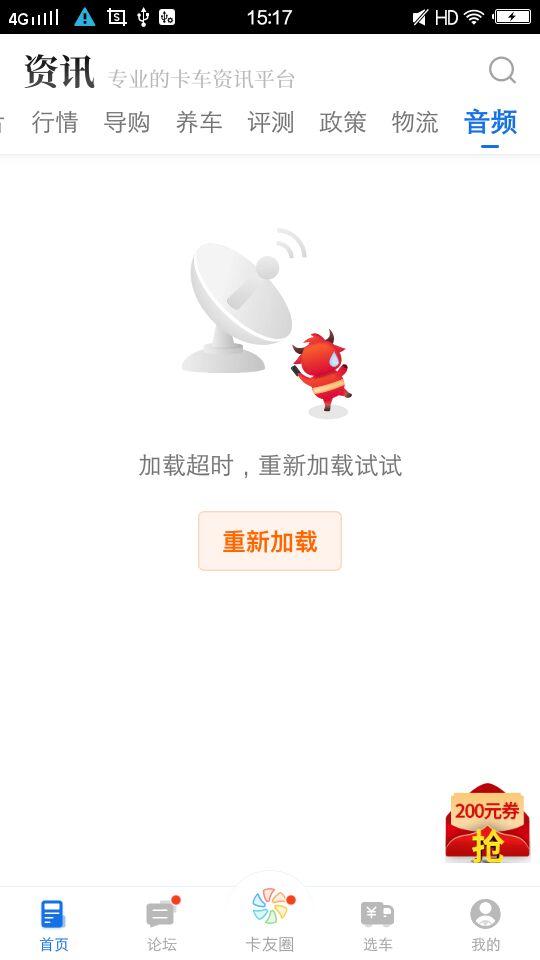 4G 15:17 HD
资讯 专业的卡车资讯平台
行情 导购 养车 评测 政策 物流 音频
加载超时，重新加载试试
重新加载
200元券
抢
首页 论坛 卡友圈 选车 我的